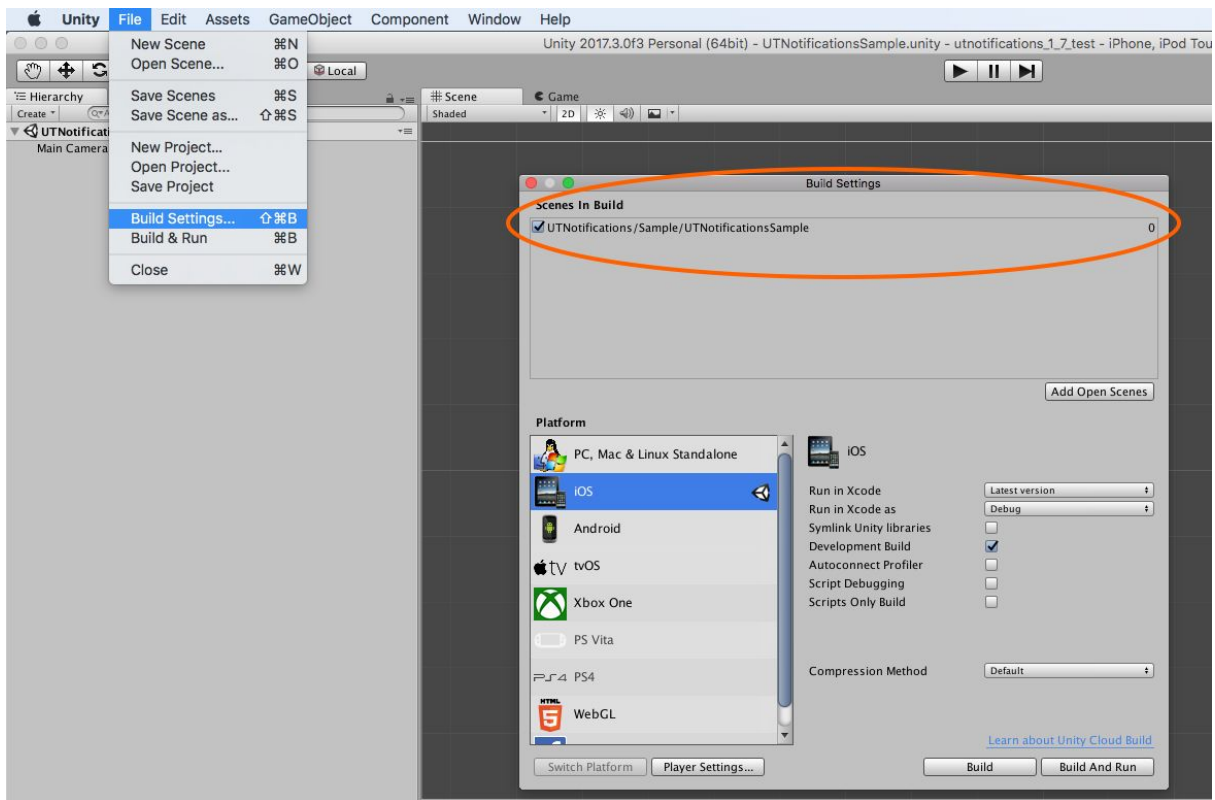 Unity File Edit Assets GameObject Component Window Help
Unity 2017.3.0f3 Personal (64bit) - UTNotificationsSample.unity - utnotifications_1_7_test - iPhone, iPod Tou
New Scene ⌘N
Open Scene... ⌘O
Save Scenes ⌘S
Save Scene as... ⇧⌘S
New Project...
Open Project...
Save Project
Build Settings... ⇧⌘B
Build & Run ⌘B
Close ⌘W
Local
Hierarchy
Create
UTNotificati
Main Camera
Scene Game
Shaded 2D
Build Settings
Scenes In Build
UTNotifications/Sample/UTNotificationsSample 0
Add Open Scenes
Platform
PC, Mac & Linux Standalone
iOS
Android
tv tvOS
Xbox One
PS Vita
PS4 PS4
HTML 5 WebGL
iOS
Run in Xcode Latest version
Run in Xcode as Debug
Symlink Unity libraries
Development Build
Autoconnect Profiler
Script Debugging
Scripts Only Build
Compression Method Default
Learn about Unity Cloud Build
Switch Platform Player Settings... Build Build And Run